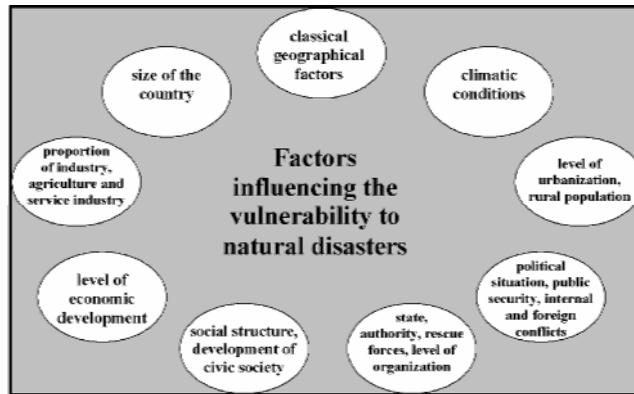 classical
geographical
factors
size of the
country
climatic
conditions
proportion
of industry,
agriculture and
service industry
Factors
influencing the
vulnerability to
natural disasters
level of
urbanization,
rural population
level of
economic
development
political
situation, public
security, internal
and foreign
conflicts
social structure,
development of
civic society
state,
authority, rescue
forces, level of
organization